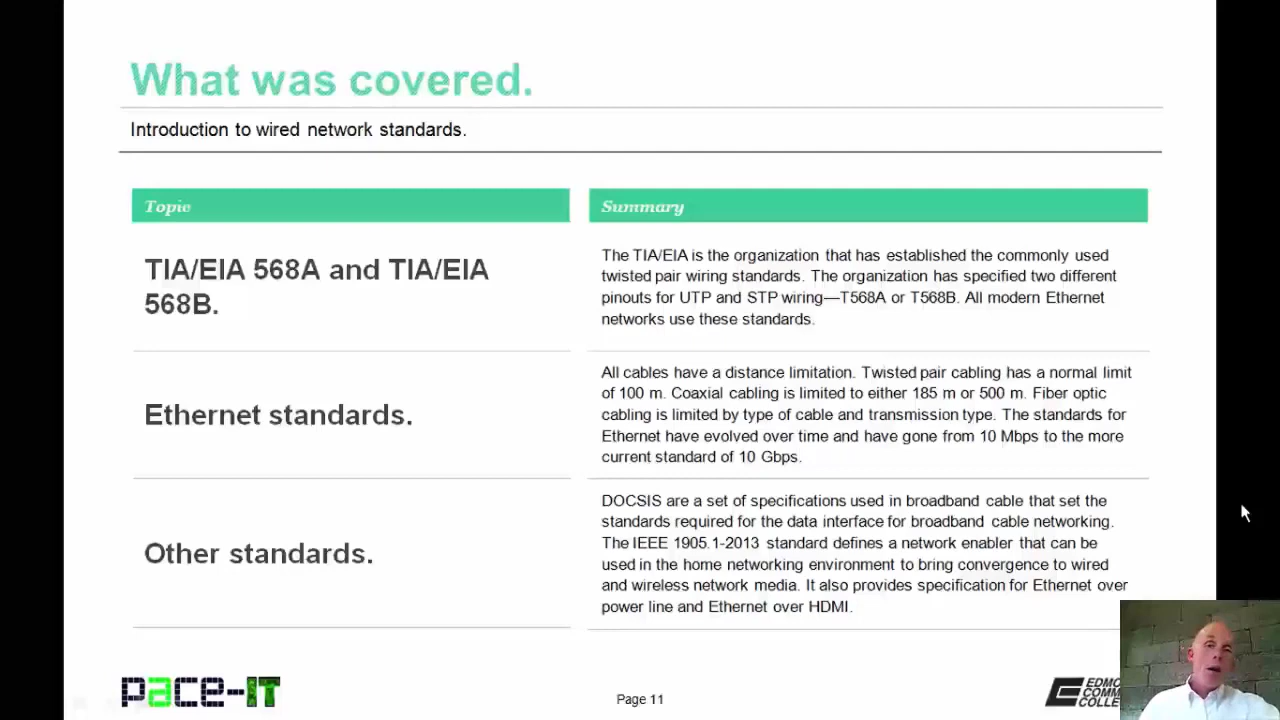 What was covered.
Introduction to wired network standards.
Topic
Summary
TIA/EIA 568A and TIA/EIA
568B.
The TIA/EIA is the organization that has established the commonly used
twisted pair wiring standards. The organization has specified two different
pinouts for UTP and STP wiring—T568A or T568B. All modern Ethernet
networks use these standards.
Ethernet standards.
All cables have a distance limitation. Twisted pair cabling has a normal limit
of 100 m. Coaxial cabling is limited to either 185 m or 500 m. Fiber optic
cabling is limited by type of cable and transmission type. The standards for
Ethernet have evolved over time and have gone from 10 Mbps to the more
current standard of 10 Gbps.
Other standards.
DOCSIS are a set of specifications used in broadband cable that set the
standards required for the data interface for broadband cable networking.
The IEEE 1905.1-2013 standard defines a network enabler that can be
used in the home networking environment to bring convergence to wired
and wireless network media. It also provides specification for Ethernet over
power line and Ethernet over HDMI.
pace-IT
Page 11
EDMO
COMM
COLLE